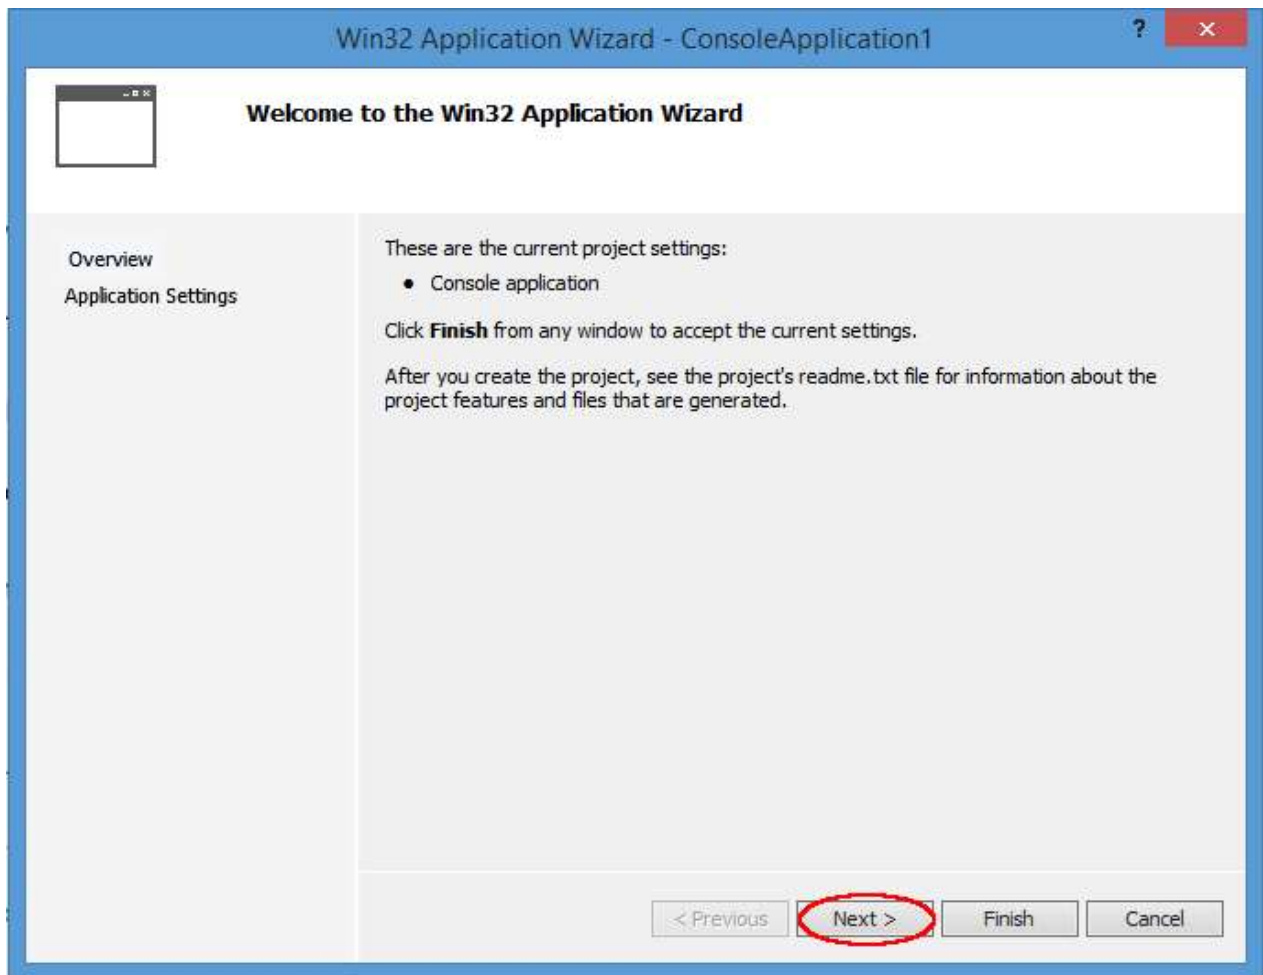 Win32 Application Wizard - ConsoleApplication1
?
Welcome to the Win32 Application Wizard
Overview
Application Settings
These are the current project settings:
• Console application
Click Finish from any window to accept the current settings.
After you create the project, see the project's readme.txt file for information about the
project features and files that are generated.
< Previous
Next >
Finish
Cancel